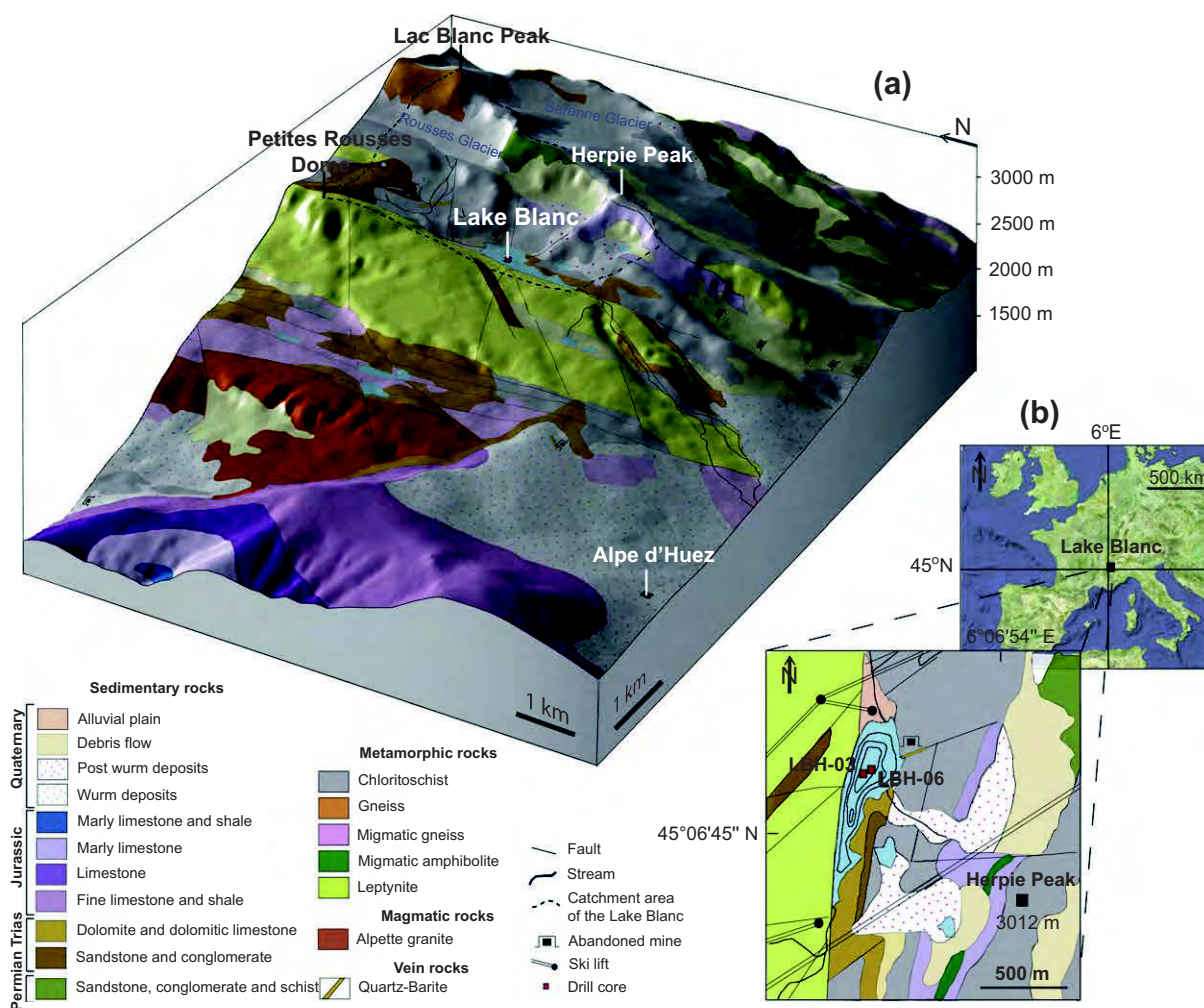 Lac Blanc Peak
(a)
Sarenne Glacier
N
Rousses Glacier
Petites Rousses
Dome
Herpie Peak
3000 m
Lake Blanc
2500 m
2000 m
1500 m
(b)
6°E
N
500 km
Lake Blanc
45°N
Alpe d'Huez
6°06'54'' E
1 km
1 km
N
LBH-03
LBH-06
45°06'45'' N
Herpie Peak
3012 m
500 m
Sedimentary rocks
Quaternary
Alluvial plain
Debris flow
Post wurm deposits
Wurm deposits
Jurassic
Marly limestone and shale
Marly limestone
Limestone
Fine limestone and shale
Trias
Dolomite and dolomitic limestone
Sandstone and conglomerate
Permian
Sandstone, conglomerate and schist
Metamorphic rocks
Chloritoschist
Gneiss
Migmatic gneiss
Migmatic amphibolite
Leptynite
Magmatic rocks
Alpette granite
Vein rocks
Quartz-Barite
Fault
Stream
Catchment area
of the Lake Blanc
Abandoned mine
Ski lift
Drill core